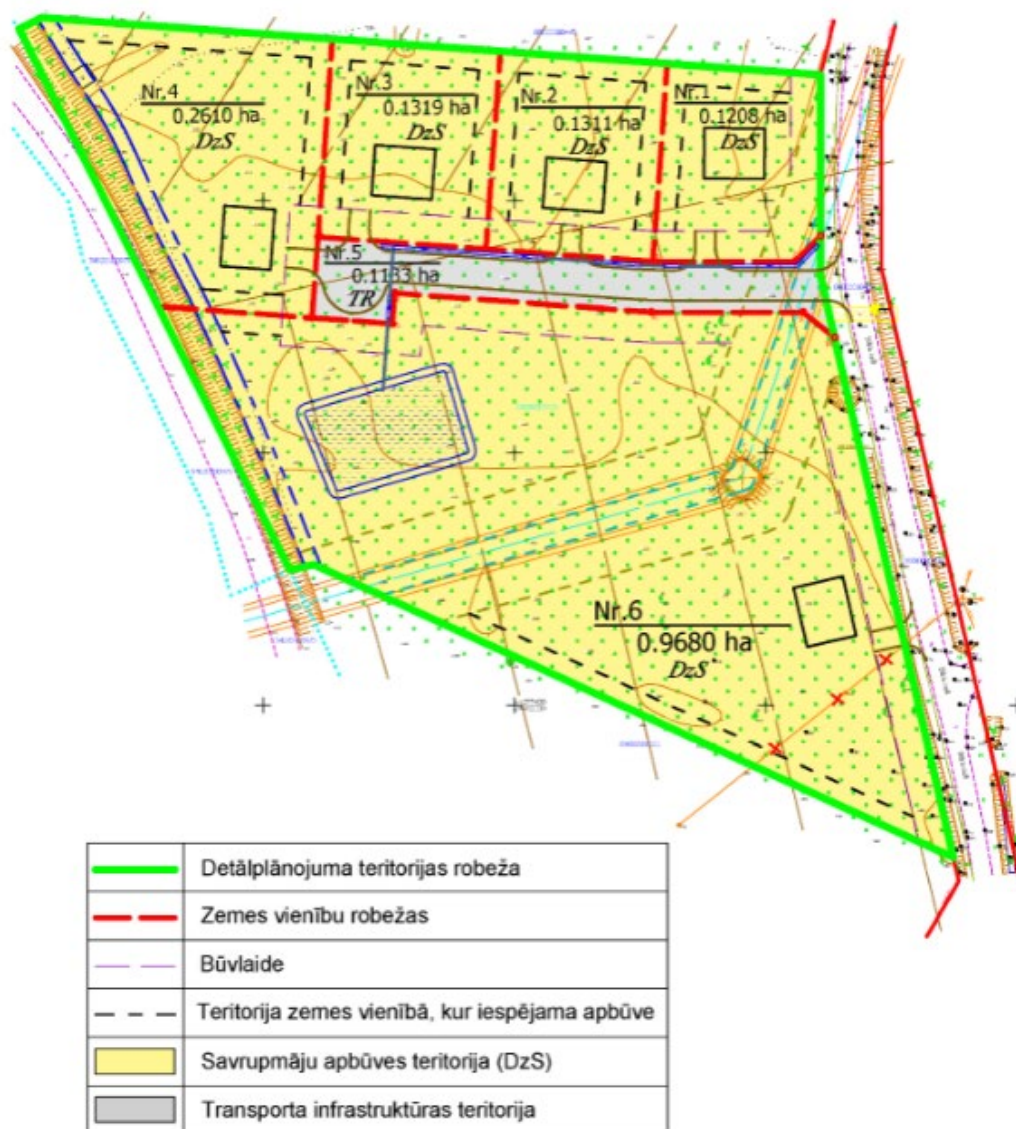 Nr.4
0.2610 ha
DzS
Nr.3
0.1319 ha
DzS
Nr.2
0.1311 ha
DzS
Nr.1
0.1208 ha
DzS
Nr.5
0.1133 ha
TR
Nr.6
0.9680 ha
DzS
Detálplānojuma teritorijas robeža
Zemes vienību robežas
Būvlaide
Teritorija zemes vienībā, kur iespējama apbūve
Savrupmāju apbūves teritorija (DzS)
Transporta infrastruktūras teritorija